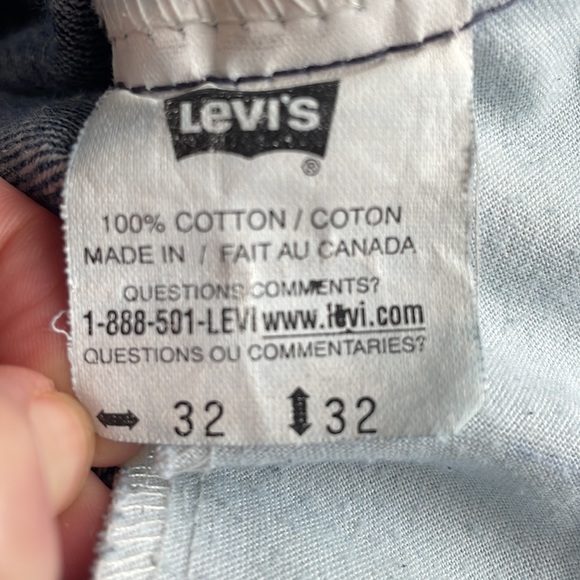 LEVI'S
®
100% COTTON / COTON
MADE IN / FAIT AU CANADA
QUESTIONS COMMENTS?
1-888-501-LEVI www.levi.com
QUESTIONS OU COMMENTARIES?
32 32